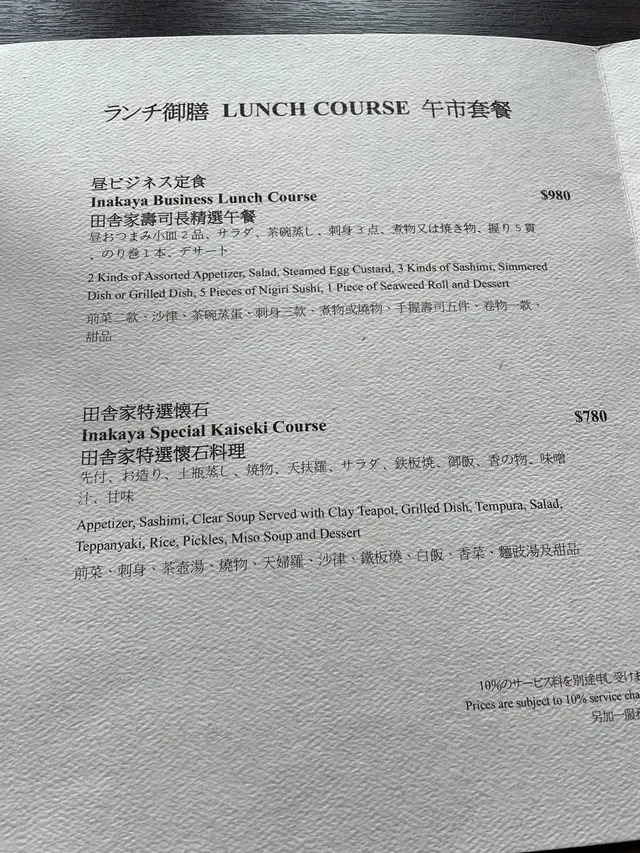 ランチ御膳 LUNCH COURSE 午市套餐
昼ビジネス定食
Inakaya Business Lunch Course $980
田舎家壽司長精選午餐
昼おつまみ小皿2品、サラダ、茶碗蒸し、刺身3点、煮物又は焼き物、握り5貫
、のり巻1本、デザート
2 Kinds of Assorted Appetizer, Salad, Steamed Egg Custard, 3 Kinds of Sashimi, Simmered
Dish or Grilled Dish, 5 Pieces of Nigiri Sushi, 1 Piece of Seaweed Roll and Dessert
前菜二款、沙律、茶碗蒸蛋、刺身三款、煮物或燒物、手握壽司五件、卷物一款、
甜品
田舎家特選懷石
Inakaya Special Kaiseki Course $780
田舎家特選懷石料理
先付、お造り、土瓶蒸し、焼物、天扶羅、サラダ、鉄板焼、御飯、香の物、味噌
汁、甘味
Appetizer, Sashimi, Clear Soup Served with Clay Teapot, Grilled Dish, Tempura, Salad,
Teppanyaki, Rice, Pickles, Miso Soup and Dessert
前菜、刺身、茶壺湯、燒物、天婦羅、沙律、鐵板燒、白飯、香菜、麵豉湯及甜品
10%のサービス料を別途申し受けま
Prices are subject to 10% service cha
另加一服務